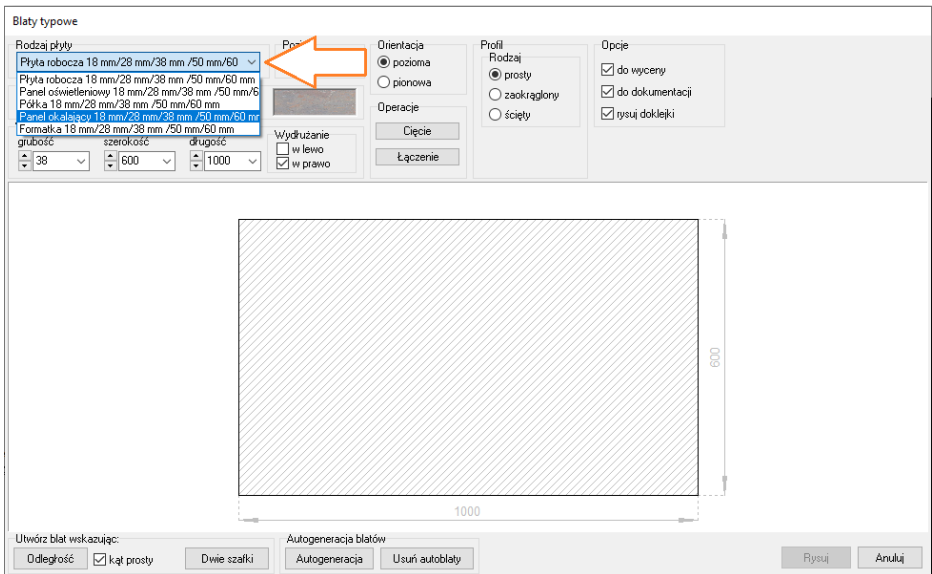 Blaty typowe
Rodzaj płyty
Orientacja
Profil
Opcje
Płyta robocza 18 mm/28 mm/38 mm /50 mm/60
pozioma
pionowa
Rodzaj
prosty
zaokrąglony
ścięty
do wyceny
do dokumentacji
rysuj doklejki
Płyta robocza 18 mm/28 mm/38 mm /50 mm/60 mm
Panel oświetleniowy 18 mm/28 mm/38 mm /50 mm/6
Półka 18 mm/28 mm/38 mm /50 mm/60 mm
Panel okalający 18 mm/28 mm/38 mm /50 mm/60 mr
Formatka 18 mm/28 mm/38 mm /50 mm/60 mm
Operacje
Cięcie
Łączenie
grubość szerokość długość
38 600 1000
Wydłużanie
w lewo
w prawo
600
1000
Utwórz blat wskazując:
Odległość kąt prosty Dwie szafki
Autogeneracja blatów
Autogeneracja Usuń autoblaty
Rysuj Anuluj